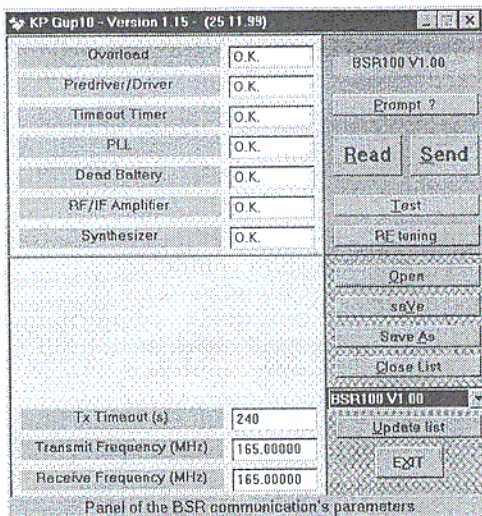 KP Gup10 - Version 1.15 - (25 11.99)
Overload O.K.
Predriver/Driver O.K.
Timeout Timer O.K.
PLL O.K.
Dead Battery O.K.
RF/IF Amplifier O.K.
Synthesizer O.K.
BSR100 V1.00
Prompt ?
Read Send
Test
RF tuning
Open
saVe
Save As
Close List
BSR100 V1.00
Update list
EXIT
Tx Timeout (s) 240
Transmit Frequency (MHz) 165.00000
Receive Frequency (MHz) 165.00000
Panel of the BSR communication's parameters